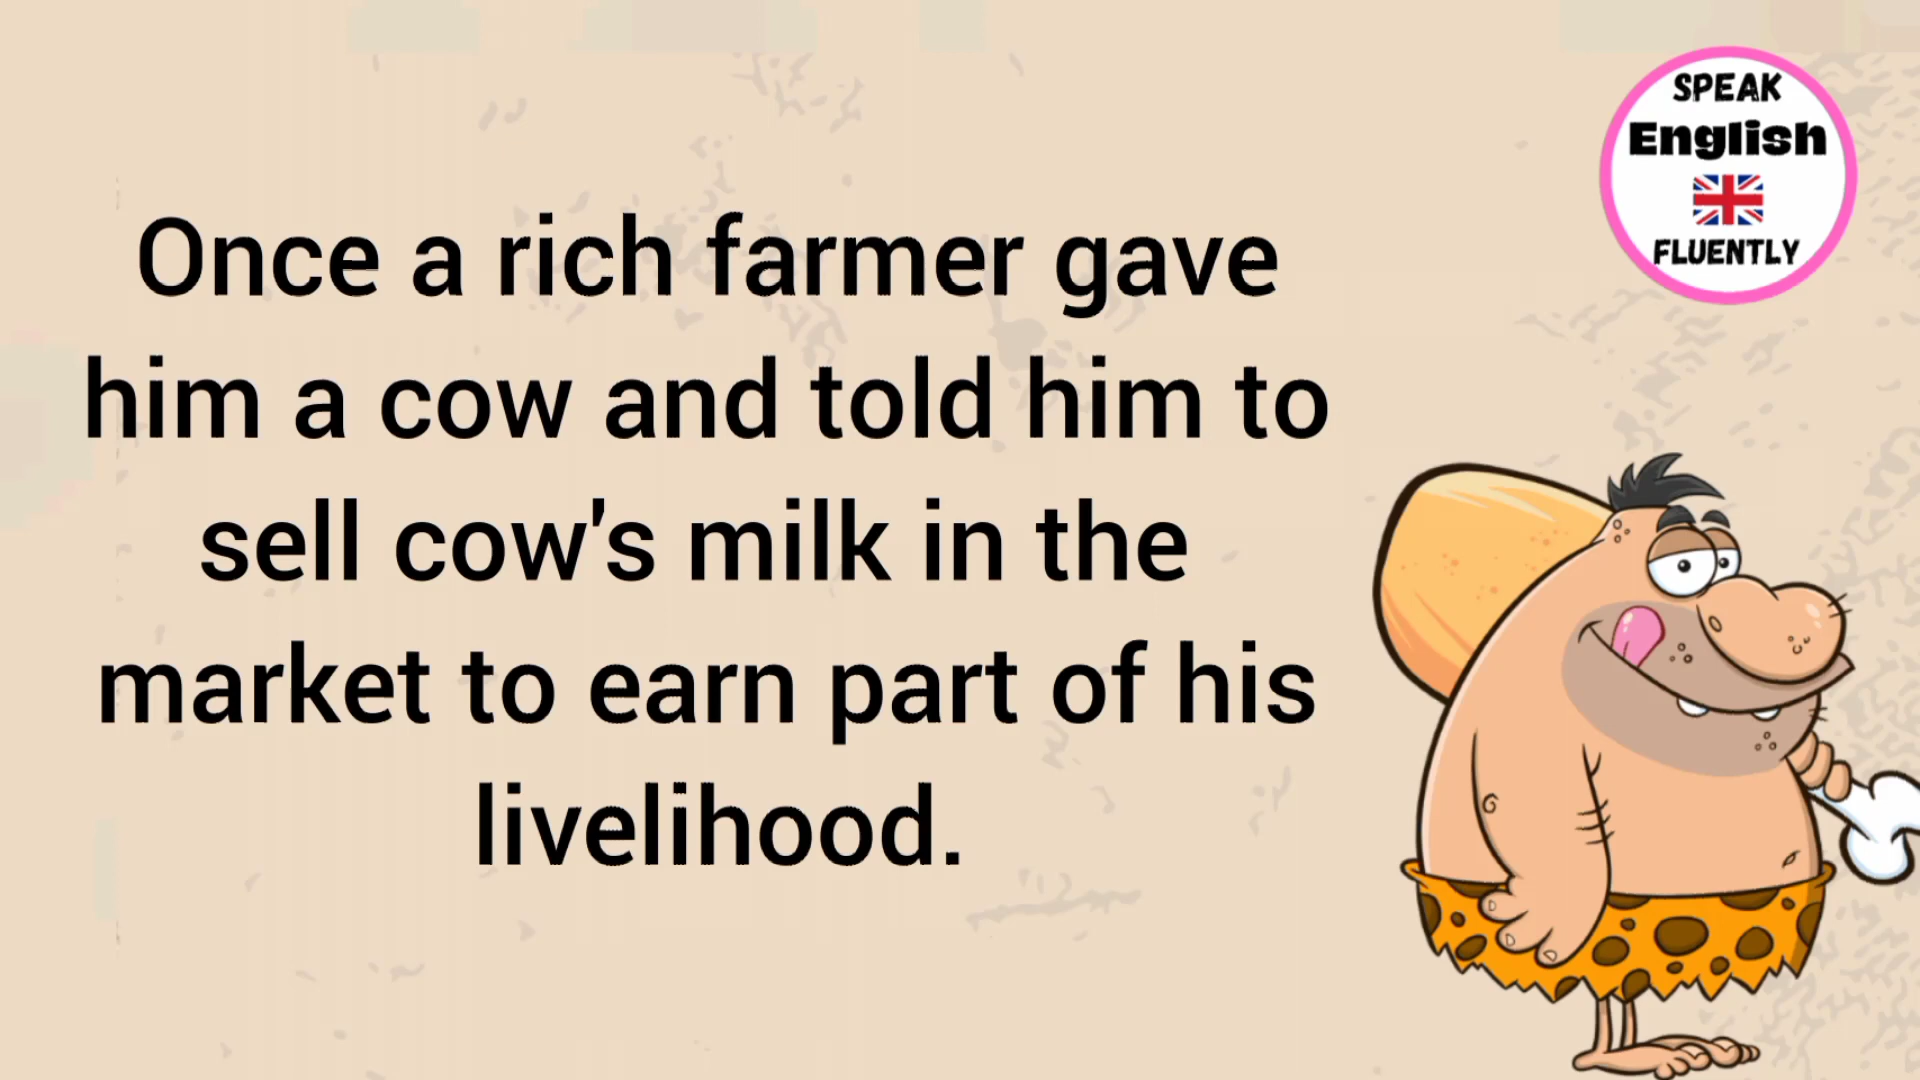 Once a rich farmer gave
him a cow and told him to
sell cow's milk in the
market to earn part of his
livelihood.
SPEAK
English
FLUENTLY